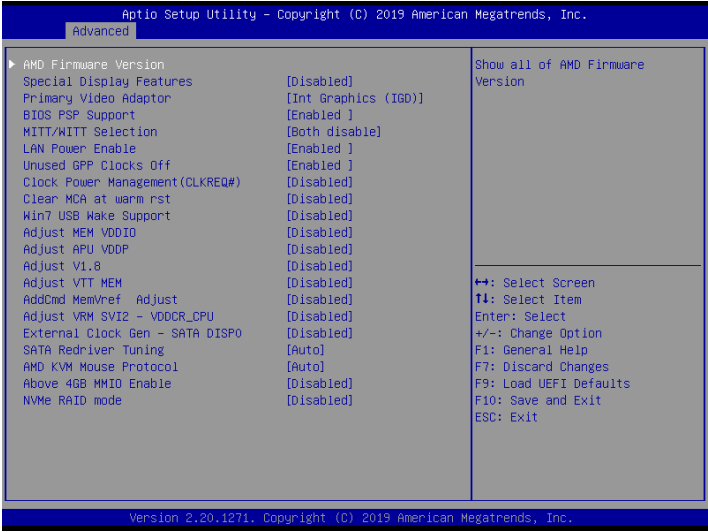 Aptio Setup Utility – Copyright (C) 2019 American Megatrends, Inc.
Advanced
AMD Firmware Version
Special Display Features [Disabled]
Primary Video Adaptor [Int Graphics (IGD)]
BIOS PSP Support [Enabled ]
MITT/WITT Selection [Both disable]
LAN Power Enable [Enabled ]
Unused GPP Clocks Off [Enabled ]
Clock Power Management(CLKREQ#) [Disabled]
Clear MCA at warm rst [Disabled]
Win7 USB Wake Support [Disabled]
Adjust MEM VDDIO [Disabled]
Adjust APU VDDP [Disabled]
Adjust V1.8 [Disabled]
Adjust VTT MEM [Disabled]
AddCmd MemVref Adjust [Disabled]
Adjust VRM SVI2 – VDDCR_CPU [Disabled]
External Clock Gen – SATA DISP0 [Disabled]
SATA Redriver Tuning [Auto]
AMD KVM Mouse Protocol [Auto]
Above 4GB MMIO Enable [Disabled]
NVMe RAID mode [Disabled]
Show all of AMD Firmware
Version
↔: Select Screen
↑↓: Select Item
Enter: Select
+/–: Change Option
F1: General Help
F7: Discard Changes
F9: Load UEFI Defaults
F10: Save and Exit
ESC: Exit
Version 2.20.1271. Copyright (C) 2019 American Megatrends, Inc.